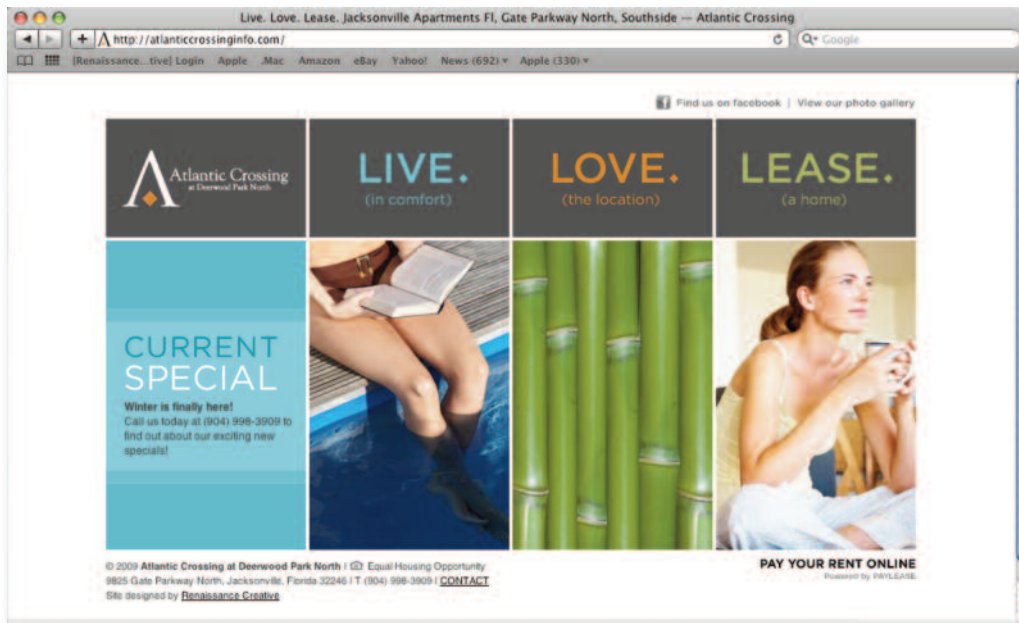 Live. Love. Lease. Jacksonville Apartments Fl, Gate Parkway North, Southside — Atlantic Crossing
http://atlanticcrossinginfo.com/
Google
[Renaissance...tive] Login Apple .Mac Amazon eBay Yahoo! News (692) Apple (330)
Find us on facebook | View our photo gallery
Atlantic Crossing
at Deerwood Park North
LIVE.
(in comfort)
LOVE.
(the location)
LEASE.
(a home)
CURRENT
SPECIAL
Winter is finally here!
Call us today at (904) 998-3909 to
find out about our exciting new
specials!
© 2009 Atlantic Crossing at Deerwood Park North | Equal Housing Opportunity
9825 Gate Parkway North, Jacksonville, Florida 32246 | T (904) 998-3909 | CONTACT
Site designed by Renaissance Creative
PAY YOUR RENT ONLINE
Powered by PAYLEASE